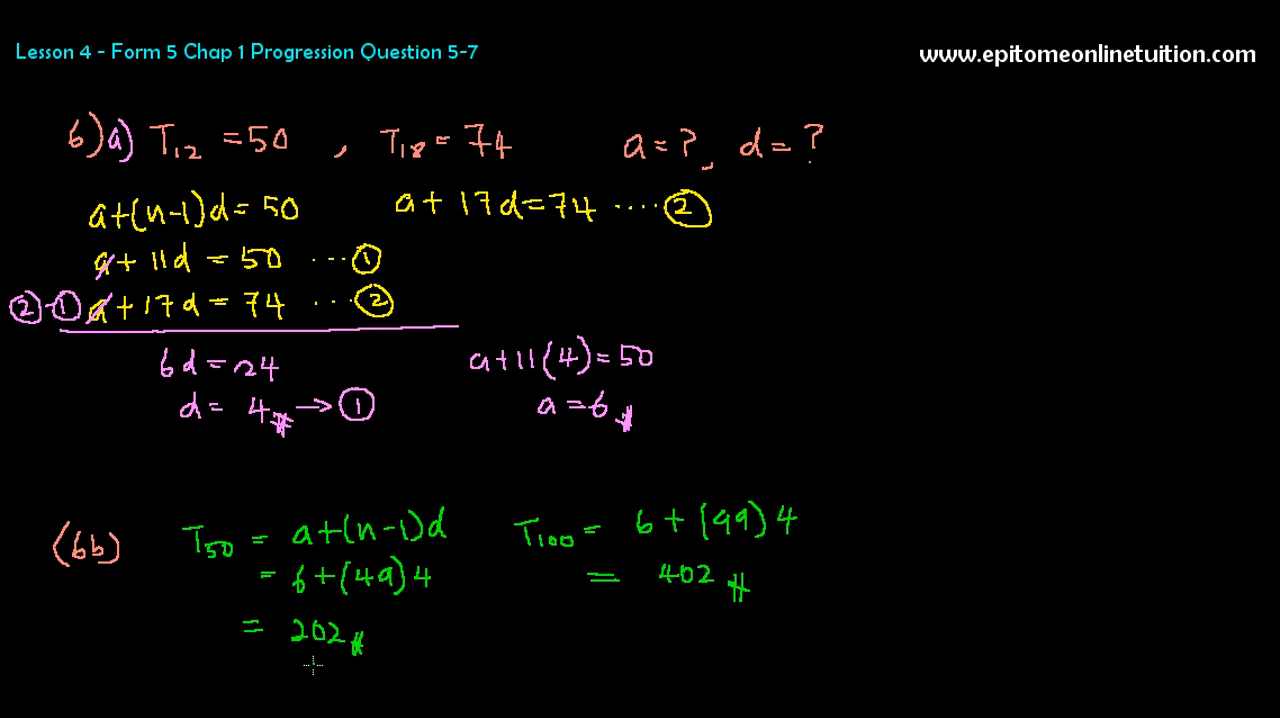 Lesson 4 - Form 5 Chap 1 Progression Question 5-7
www.epitomeonlinetuition.com
6) a) T12 = 50 , T18 = 74 a = ? , d = ?
a+(n-1)d = 50 a + 17d = 74 ···· ②
a + 11d = 50 ··· ①
②-① a + 17d = 74 ··· ②
6d = 24 a+11(4) = 50
d = 4 # → ① a = 6 #
(6b) T50 = a+(n-1)d T100 = 6 + (99) 4
= 6+(49) 4 = 402 #
= 202 #